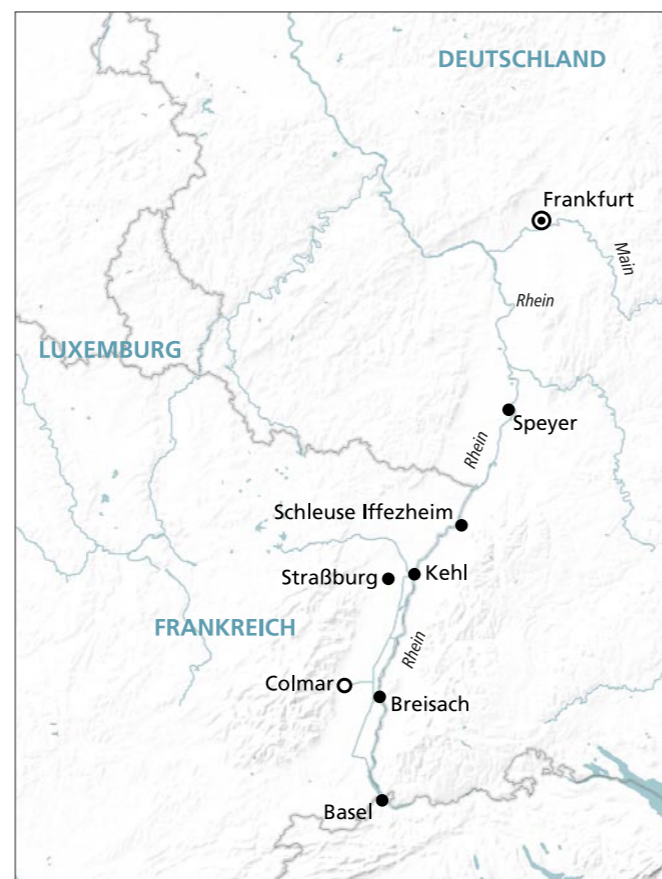 DEUTSCHLAND
Frankfurt
Main
Rhein
LUXEMBURG
Speyer
Rhein
Schleuse Iffezheim
Straßburg
Kehl
FRANKREICH
Rhein
Colmar
Breisach
Basel